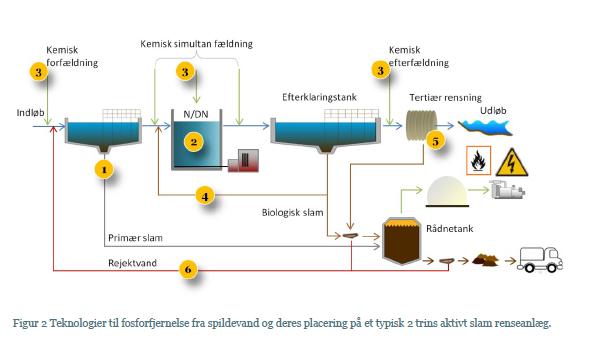 Kemisk simultan fældning
Kemisk
forfældning
Kemisk
efterfældning
3
3
3
Indløb
N/DN
Efterklaringstank
Tertiær rensning
Udløb
1
2
5
4
Biologisk slam
Rådnetank
Primær slam
Rejektvand
6
Figur 2 Teknologier til fosforfjernelse fra spildevand og deres placering på et typisk 2 trins aktivt slam renseanlæg.